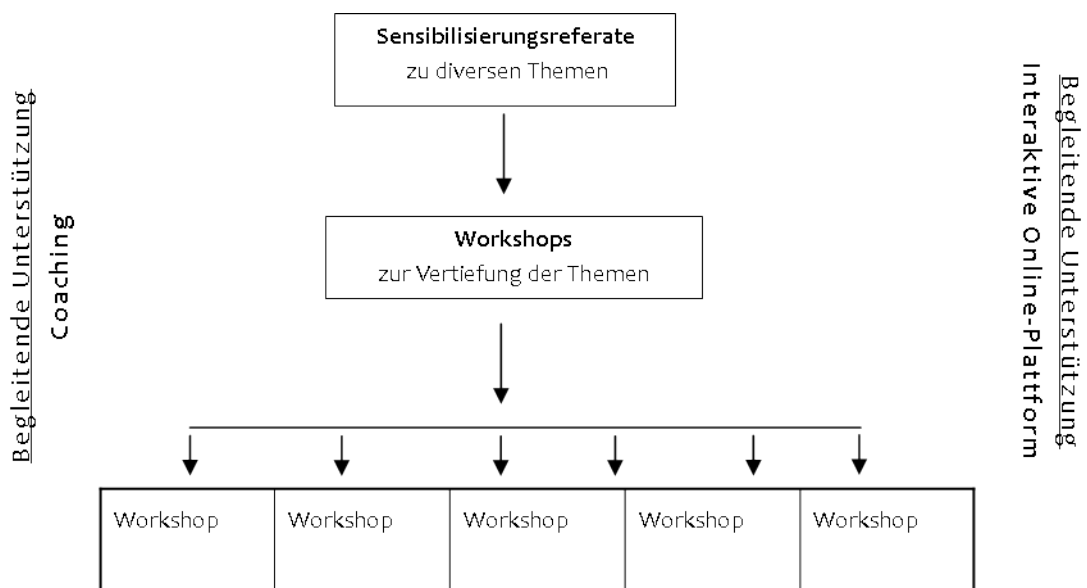 Sensibilisierungsreferate
zu diversen Themen
Begleitende Unterstützung
Coaching
Begleitende Unterstützung
Interaktive Online-Plattform
Workshops
zur Vertiefung der Themen
Workshop
Workshop
Workshop
Workshop
Workshop